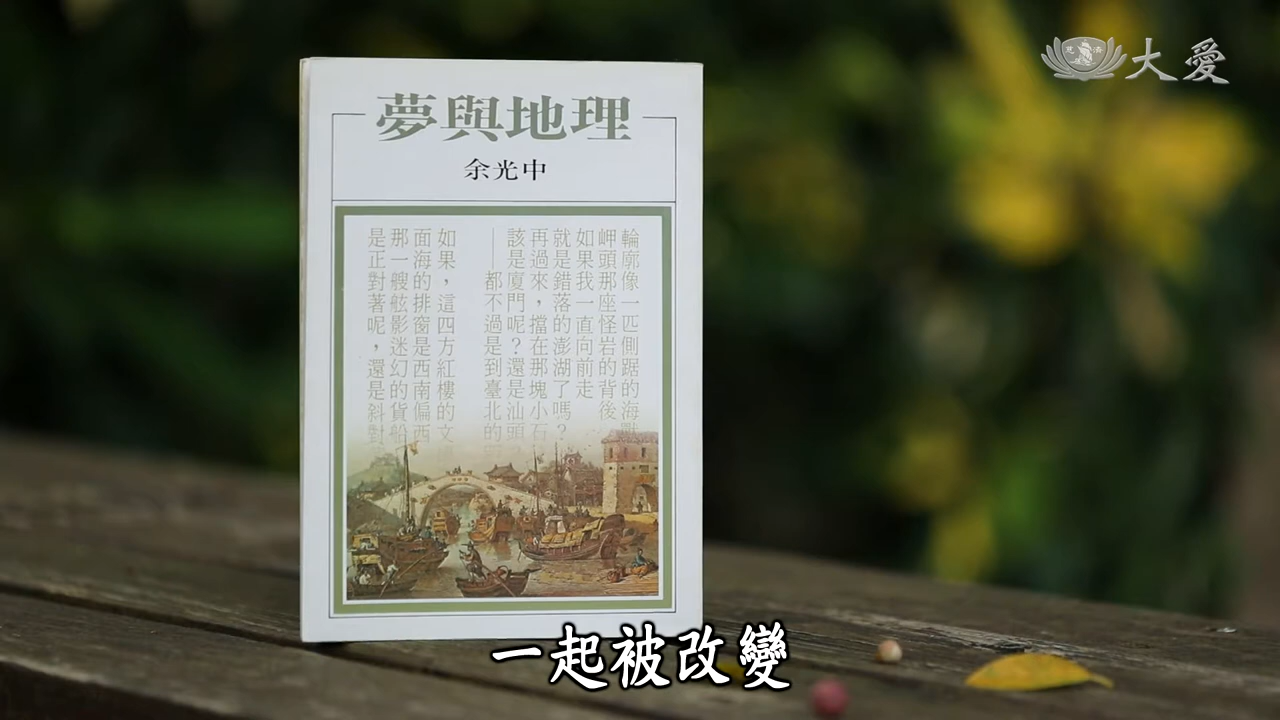 慈濟
大愛
夢與地理
余光中
輪廓像一匹側踞的海
岬頭那座怪岩的背後
如果我一直向前走
就是錯落的澎湖了嗎？
再過來，擋在那塊小石
該是廈門呢？還是汕頭
——都不過是到臺北的
如果，這四方紅樓的文
面海的排窗是西南偏西
那一艘舷影迷幻的貨船
是正對著呢，還是斜對
一起被改變